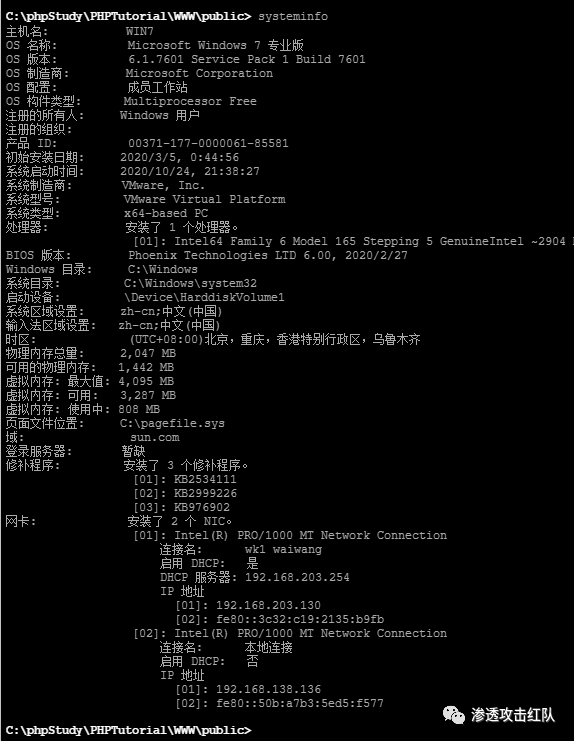 C:\phpStudy\PHPTutorial\WWW\public> systeminfo
主机名: WIN7
OS 名称: Microsoft Windows 7 专业版
OS 版本: 6.1.7601 Service Pack 1 Build 7601
OS 制造商: Microsoft Corporation
OS 配置: 成员工作站
OS 构件类型: Multiprocessor Free
注册的所有人: Windows 用户
注册的组织:
产品 ID: 00371-177-0000061-85581
初始安装日期: 2020/3/5, 0:44:56
系统启动时间: 2020/10/24, 21:38:27
系统制造商: VMware, Inc.
系统型号: VMware Virtual Platform
系统类型: x64-based PC
处理器: 安装了 1 个处理器。
[01]: Intel64 Family 6 Model 165 Stepping 5 GenuineIntel ~2904
BIOS 版本: Phoenix Technologies LTD 6.00, 2020/2/27
Windows 目录: C:\Windows
系统目录: C:\Windows\system32
启动设备: \Device\HarddiskVolume1
系统区域设置: zh-cn;中文(中国)
输入法区域设置: zh-cn;中文(中国)
时区: (UTC+08:00)北京，重庆，香港特别行政区，乌鲁木齐
物理内存总量: 2,047 MB
可用的物理内存: 1,442 MB
虚拟内存: 最大值: 4,095 MB
虚拟内存: 可用: 3,287 MB
虚拟内存: 使用中: 808 MB
页面文件位置: C:\pagefile.sys
域: sun.com
登录服务器: 暂缺
修补程序: 安装了 3 个修补程序。
[01]: KB2534111
[02]: KB2999226
[03]: KB976902
网卡: 安装了 2 个 NIC。
[01]: Intel(R) PRO/1000 MT Network Connection
连接名: wk1 waiwang
启用 DHCP: 是
DHCP 服务器: 192.168.203.254
IP 地址
[01]: 192.168.203.130
[02]: fe80::3c32:c19:2135:b9fb
[02]: Intel(R) PRO/1000 MT Network Connection
连接名: 本地连接
启用 DHCP: 否
IP 地址
[01]: 192.168.138.136
[02]: fe80::50b:a7b3:5ed5:f577
渗透攻击红队
C:\phpStudy\PHPTutorial\WWW\public>